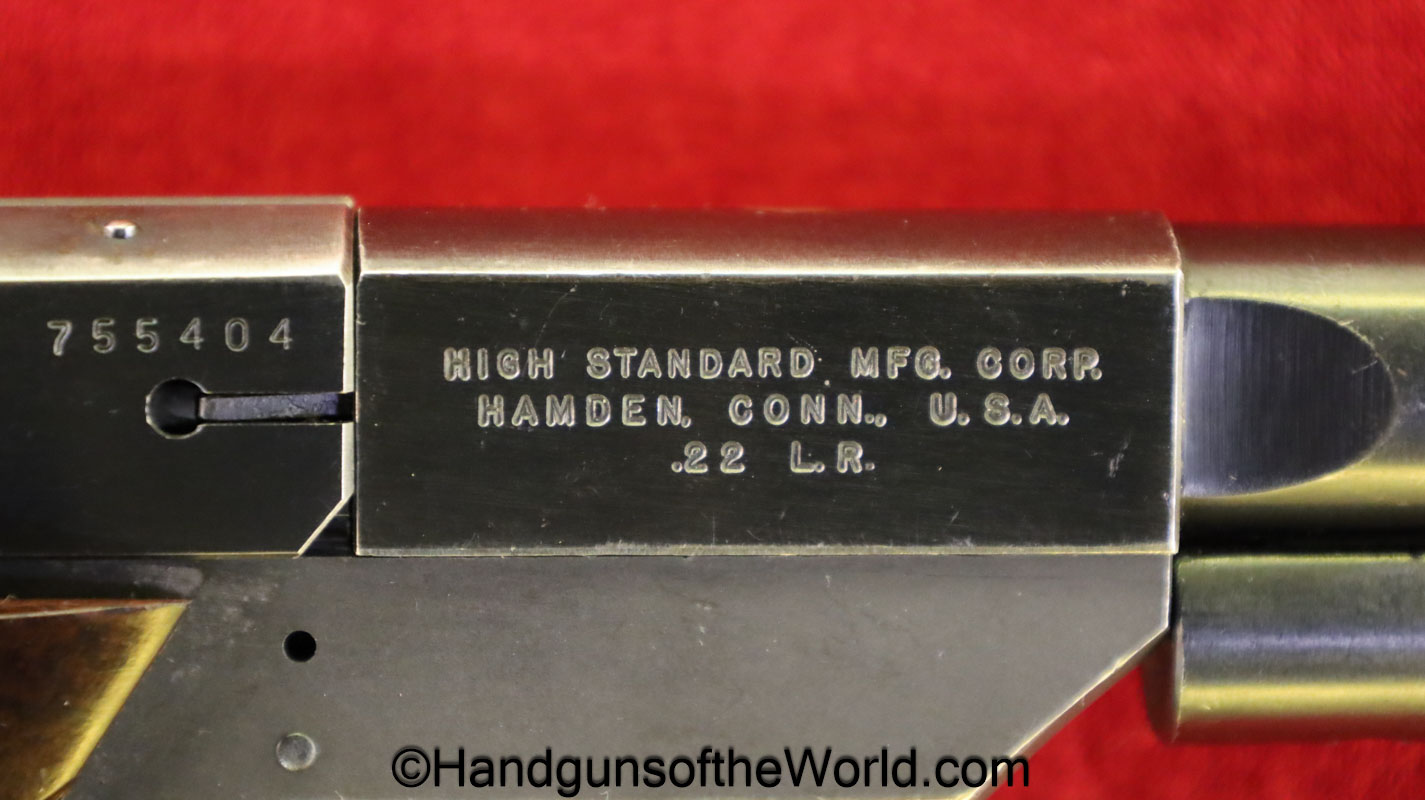 755404
HIGH STANDARD MFG. CORP.
HAMDEN, CONN., U.S.A.
.22 L.R.
©HandgunsoftheWorld.com